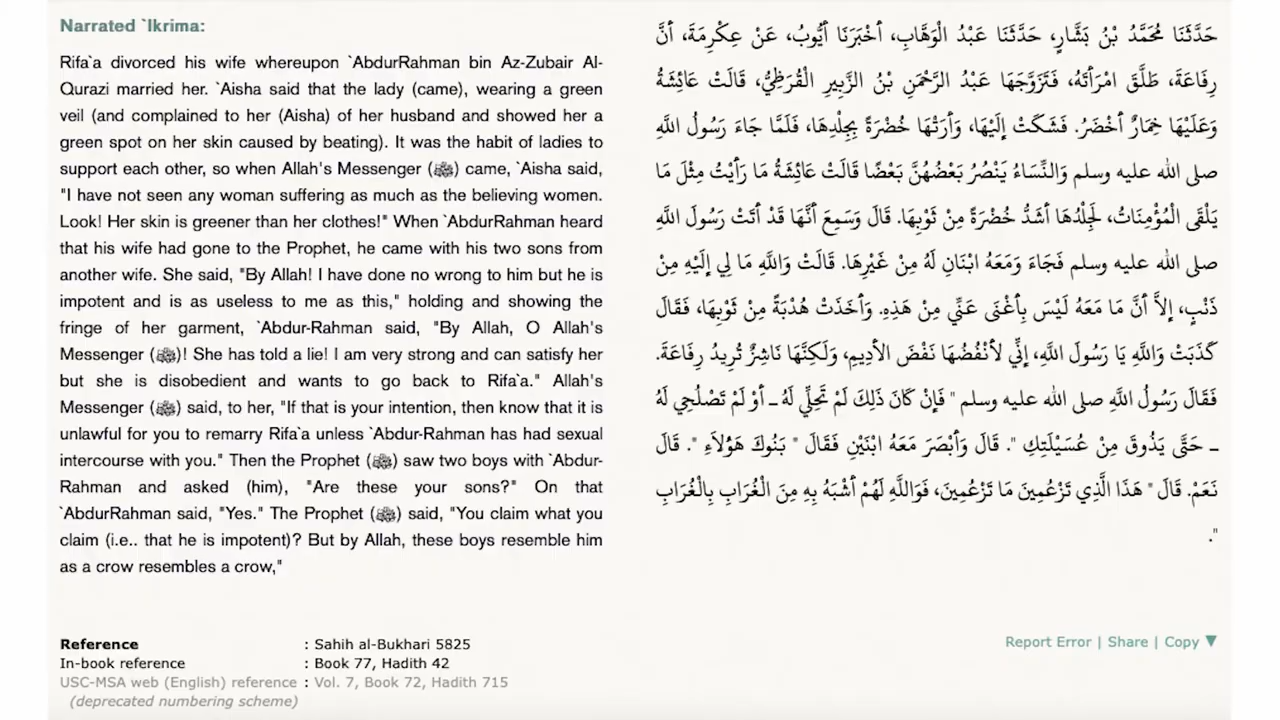 Narrated `Ikrima:
Rifa`a divorced his wife whereupon `AbdurRahman bin Az-Zubair Al-
Qurazi married her. `Aisha said that the lady (came), wearing a green
veil (and complained to her (Aisha) of her husband and showed her a
green spot on her skin caused by beating). It was the habit of ladies to
support each other, so when Allah's Messenger (ﷺ) came, `Aisha said,
"I have not seen any woman suffering as much as the believing women.
Look! Her skin is greener than her clothes!" When `AbdurRahman heard
that his wife had gone to the Prophet, he came with his two sons from
another wife. She said, "By Allah! I have done no wrong to him but he is
impotent and is as useless to me as this," holding and showing the
fringe of her garment, `Abdur-Rahman said, "By Allah, O Allah's
Messenger (ﷺ)! She has told a lie! I am very strong and can satisfy her
but she is disobedient and wants to go back to Rifa`a." Allah's
Messenger (ﷺ) said, to her, "If that is your intention, then know that it is
unlawful for you to remarry Rifa`a unless `Abdur-Rahman has had sexual
intercourse with you." Then the Prophet (ﷺ) saw two boys with `Abdur-
Rahman and asked (him), "Are these your sons?" On that
`AbdurRahman said, "Yes." The Prophet (ﷺ) said, "You claim what you
claim (i.e.. that he is impotent)? But by Allah, these boys resemble him
as a crow resembles a crow,"
حَدَّثَنَا مُحَمَّدُ بْنُ بَشَّارٍ، حَدَّثَنَا عَبْدُ الْوَهَّابِ، أَخْبَرَنَا أَيُّوبُ، عَنْ عِكْرِمَةَ، أَنَّ
رِفَاعَةَ، طَلَّقَ امْرَأَتَهُ، فَتَزَوَّجَهَا عَبْدُ الرَّحْمَنِ بْنُ الزَّبِيرِ الْقُرَظِيُّ، قَالَتْ عَائِشَةُ
وَعَلَيْهَا خِمَارٌ أَخْضَرُ. فَشَكَتْ إِلَيْهَا، وَأَرَتْهَا خُضْرَةً بِجِلْدِهَا، فَلَمَّا جَاءَ رَسُولُ اللَّهِ
صلى الله عليه وسلم وَالنِّسَاءُ يَنْصُرُ بَعْضُهُنَّ بَعْضًا قَالَتْ عَائِشَةُ مَا رَأَيْتُ مِثْلَ مَا
يَلْقَى الْمُؤْمِنَاتُ، لَجِلْدُهَا أَشَدُّ خُضْرَةً مِنْ ثَوْبِهَا. قَالَ وَسَمِعَ أَنَّهَا قَدْ أَتَتْ رَسُولَ اللَّهِ
صلى الله عليه وسلم فَجَاءَ وَمَعَهُ ابْنَانِ لَهُ مِنْ غَيْرِهَا. قَالَتْ وَاللَّهِ مَا لِي إِلَيْهِ مِنْ
ذَنْبٍ، إِلاَّ أَنَّ مَا مَعَهُ لَيْسَ بِأَغْنَى عَنِّي مِنْ هَذِهِ. وَأَخَذَتْ هُدْبَةً مِنْ ثَوْبِهَا، فَقَالَ
كَذَبَتْ وَاللَّهِ يَا رَسُولَ اللَّهِ، إِنِّي لأَنْفُضُهَا نَفْضَ الأَدِيمِ، وَلَكِنَّهَا نَاشِزٌ تُرِيدُ رِفَاعَةَ.
فَقَالَ رَسُولُ اللَّهِ صلى الله عليه وسلم " فَإِنْ كَانَ ذَلِكَ لَمْ تَحِلِّي لَهُ ـ أَوْ لَمْ تَصْلُحِي لَهُ
ـ حَتَّى يَذُوقَ مِنْ عُسَيْلَتِكِ ". قَالَ وَأَبْصَرَ مَعَهُ ابْنَيْنِ فَقَالَ " بَنُوكَ هَؤُلاَءِ ". قَالَ
نَعَمْ. قَالَ " هَذَا الَّذِي تَزْعُمِينَ مَا تَزْعُمِينَ، فَوَاللَّهِ لَهُمْ أَشْبَهُ بِهِ مِنَ الْغُرَابِ بِالْغُرَابِ
".
Reference : Sahih al-Bukhari 5825
In-book reference : Book 77, Hadith 42
USC-MSA web (English) reference : Vol. 7, Book 72, Hadith 715
(deprecated numbering scheme)
Report Error | Share | Copy ▼